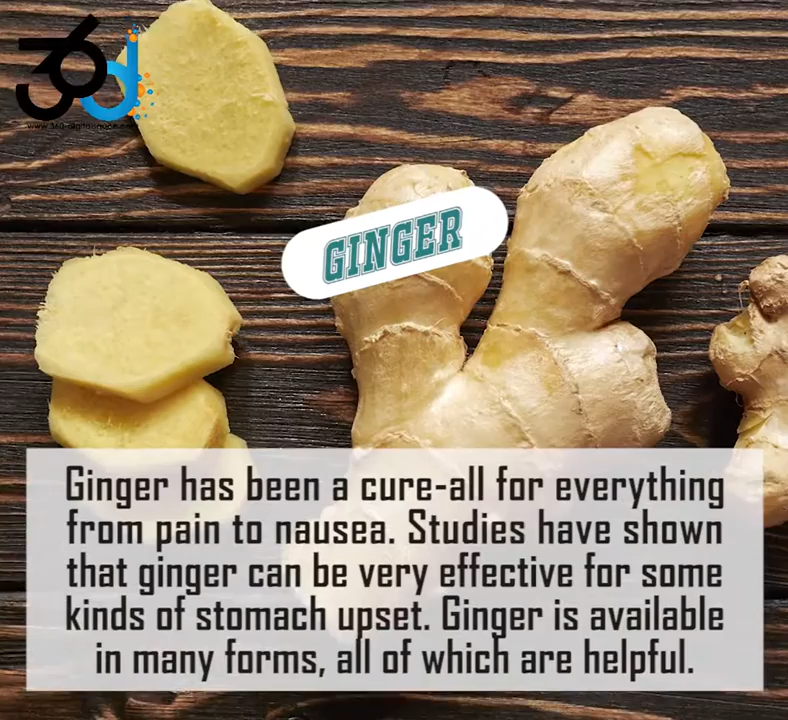 36d
GINGER
Ginger has been a cure-all for everything
from pain to nausea. Studies have shown
that ginger can be very effective for some
kinds of stomach upset. Ginger is available
in many forms, all of which are helpful.